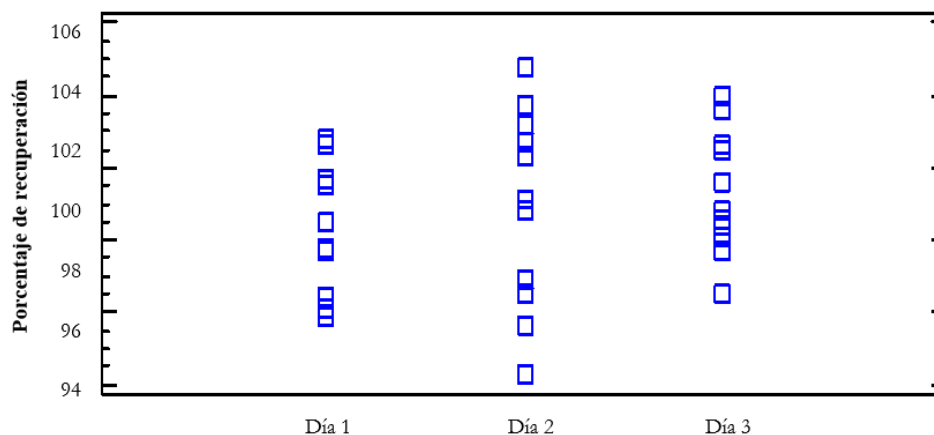 106
104
102
100
98
96
94
Porcentaje de recuperación
Día 1
Día 2
Día 3